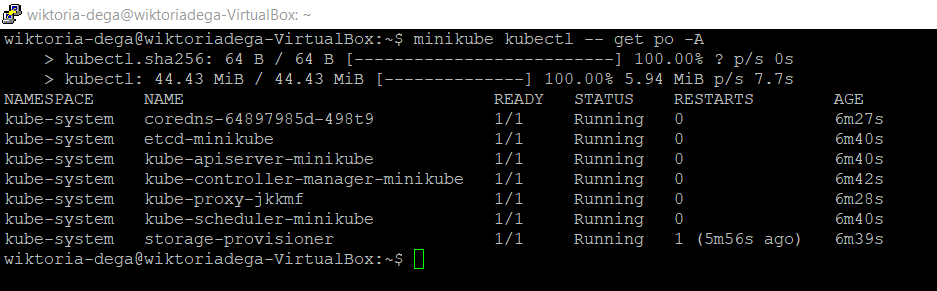 wiktoria-dega@wiktoriadega-VirtualBox: ~
wiktoria-dega@wiktoriadega-VirtualBox:~$ minikube kubectl -- get po -A
    > kubectl.sha256: 64 B / 64 B [-------------------------] 100.00% ? p/s 0s
    > kubectl: 44.43 MiB / 44.43 MiB [--------------] 100.00% 5.94 MiB p/s 7.7s
NAMESPACE     NAME                               READY   STATUS    RESTARTS        AGE
kube-system   coredns-64897985d-498t9            1/1     Running   0               6m27s
kube-system   etcd-minikube                      1/1     Running   0               6m40s
kube-system   kube-apiserver-minikube            1/1     Running   0               6m40s
kube-system   kube-controller-manager-minikube   1/1     Running   0               6m42s
kube-system   kube-proxy-jkkmf                   1/1     Running   0               6m28s
kube-system   kube-scheduler-minikube            1/1     Running   0               6m40s
kube-system   storage-provisioner                1/1     Running   1 (5m56s ago)   6m39s
wiktoria-dega@wiktoriadega-VirtualBox:~$